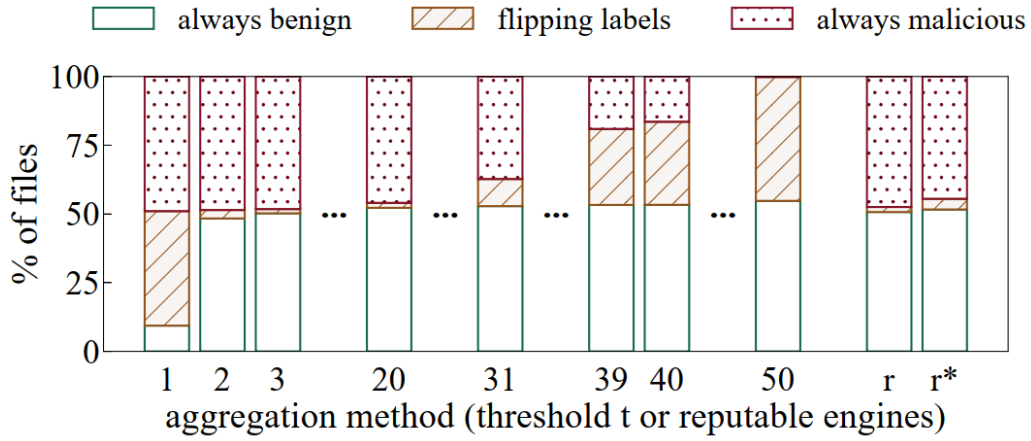 always benign flipping labels always malicious
100
75
50
25
0
% of files
... ... ... ...
1 2 3 20 31 39 40 50 r r*
aggregation method (threshold t or reputable engines)